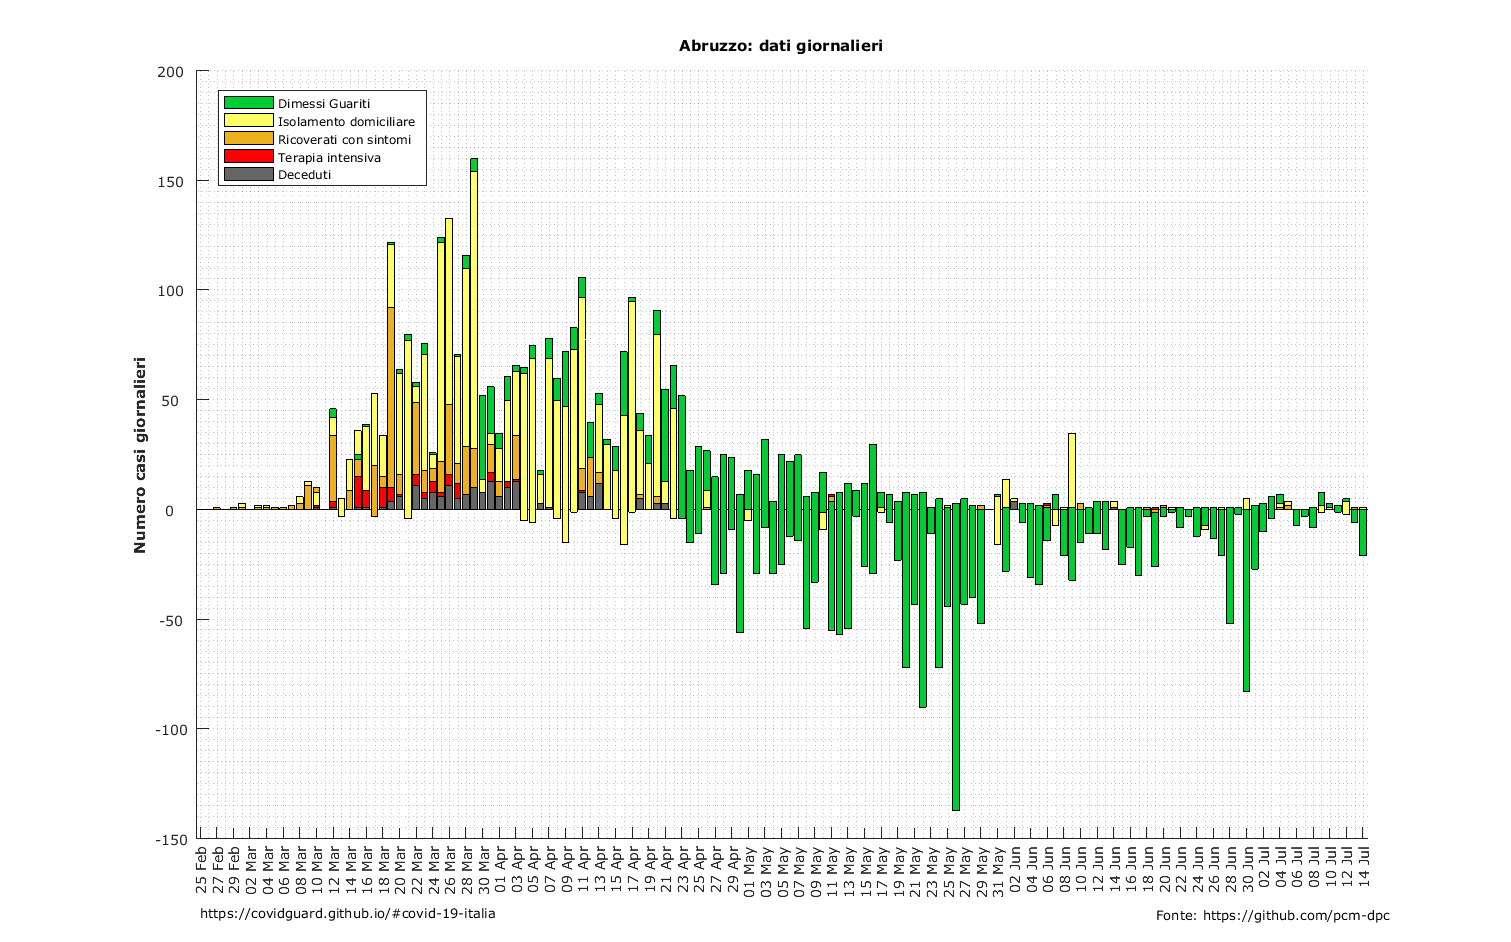 Abruzzo: dati giornalieri
Dimessi Guariti
Isolamento domiciliare
Ricoverati con sintomi
Terapia intensiva
Deceduti
Numero casi giornalieri
200
150
100
50
0
-50
-100
-150
25 Feb
27 Feb
29 Feb
02 Mar
04 Mar
06 Mar
08 Mar
10 Mar
12 Mar
14 Mar
16 Mar
18 Mar
20 Mar
22 Mar
24 Mar
26 Mar
28 Mar
30 Mar
01 Apr
03 Apr
05 Apr
07 Apr
09 Apr
11 Apr
13 Apr
15 Apr
17 Apr
19 Apr
21 Apr
23 Apr
25 Apr
27 Apr
29 Apr
01 May
03 May
05 May
07 May
09 May
11 May
13 May
15 May
17 May
19 May
21 May
23 May
25 May
27 May
29 May
31 May
02 Jun
04 Jun
06 Jun
08 Jun
10 Jun
12 Jun
14 Jun
16 Jun
18 Jun
20 Jun
22 Jun
24 Jun
26 Jun
28 Jun
30 Jun
02 Jul
04 Jul
06 Jul
08 Jul
10 Jul
12 Jul
14 Jul
https://covidguard.github.io/#covid-19-italia
Fonte: https://github.com/pcm-dpc